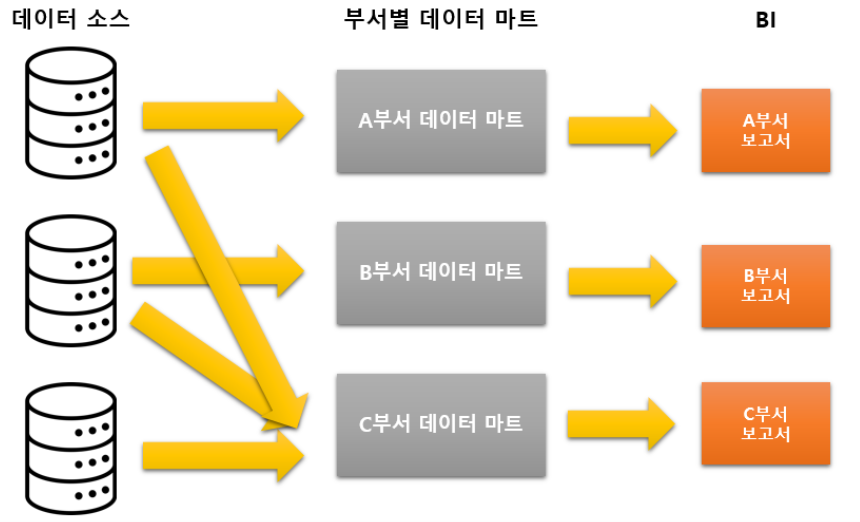 데이터 소스
부서별 데이터 마트
BI
A부서 데이터 마트
A부서
보고서
B부서 데이터 마트
B부서
보고서
C부서 데이터 마트
C부서
보고서